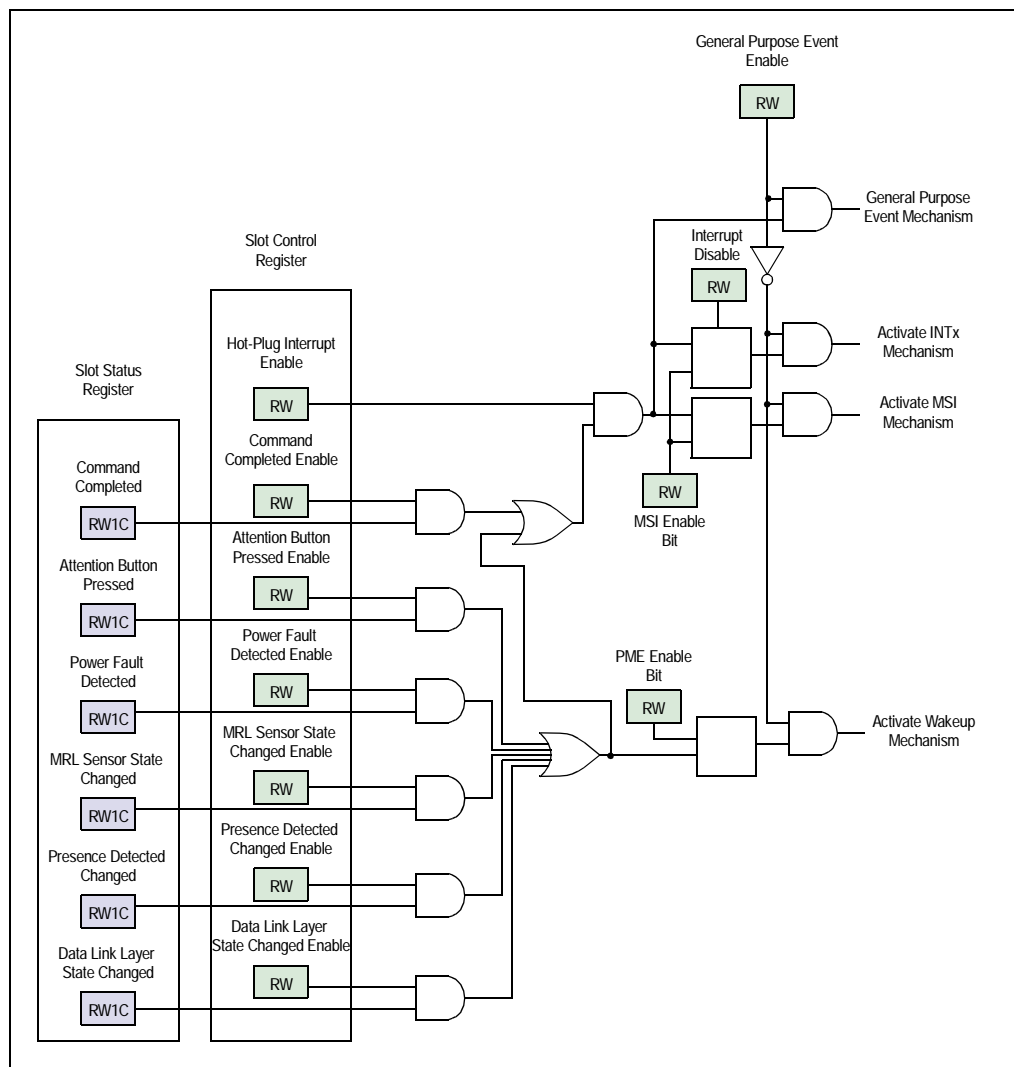 General Purpose Event
Enable
RW
General Purpose
Event Mechanism
Slot Control
Register
Interrupt
Disable
RW
Hot-Plug Interrupt
Enable
RW
Activate INTx
Mechanism
Slot Status
Register
Activate MSI
Mechanism
Command
Completed Enable
RW
RW
MSI Enable
Bit
Command
Completed
RW1C
Attention Button
Pressed Enable
RW
Attention Button
Pressed
RW1C
Power Fault
Detected Enable
RW
PME Enable
Bit
RW
Power Fault
Detected
RW1C
Activate Wakeup
Mechanism
MRL Sensor State
Changed Enable
RW
MRL Sensor State
Changed
RW1C
Presence Detected
Changed Enable
RW
Presence Detected
Changed
RW1C
Data Link Layer
State Changed Enable
RW
Data Link Layer
State Changed
RW1C